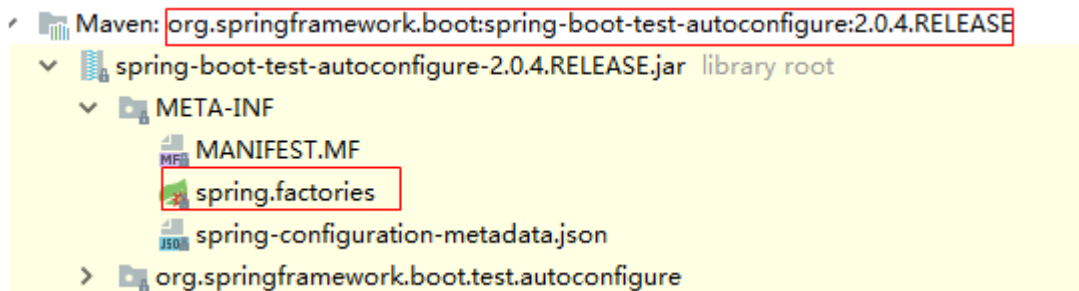 Maven: org.springframework.boot:spring-boot-test-autoconfigure:2.0.4.RELEASE
spring-boot-test-autoconfigure-2.0.4.RELEASE.jar library root
META-INF
MF MANIFEST.MF
spring.factories
JSON spring-configuration-metadata.json
org.springframework.boot.test.autoconfigure